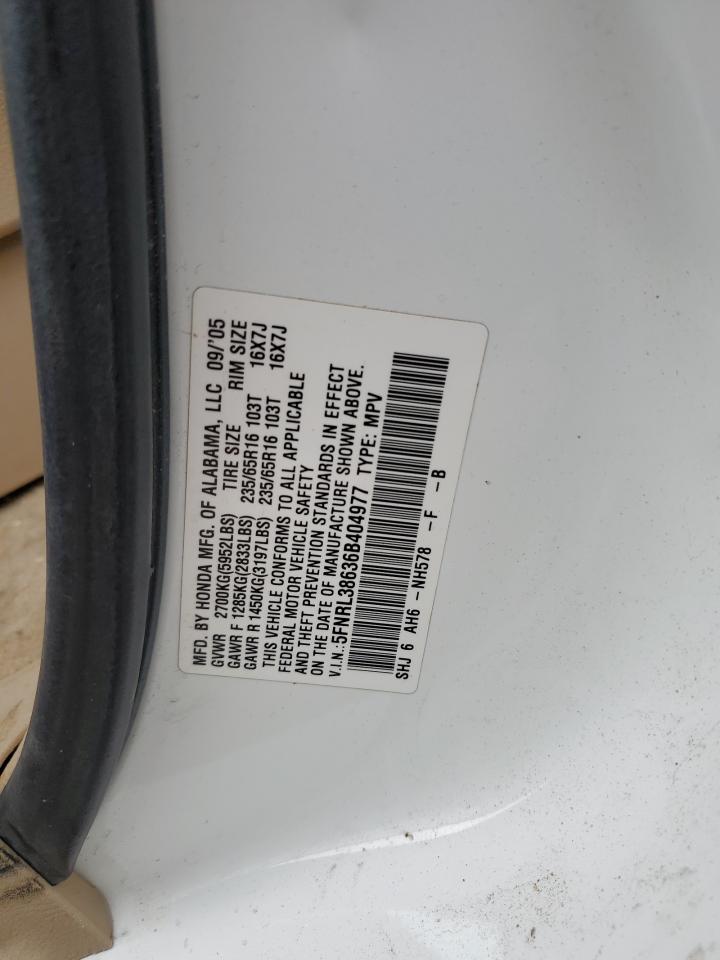 MFD. BY HONDA MFG. OF ALABAMA, LLC 09/'05
GVWR 2700KG(5952LBS) TIRE SIZE RIM SIZE
GAWR F 1285KG(2833LBS) 235/65R16 103T 16X7J
GAWR R 1450KG(3197LBS) 235/65R16 103T 16X7J
THIS VEHICLE CONFORMS TO ALL APPLICABLE
FEDERAL MOTOR VEHICLE SAFETY
AND THEFT PREVENTION STANDARDS IN EFFECT
ON THE DATE OF MANUFACTURE SHOWN ABOVE.
V.I.N.:5FNRL38636B404977 TYPE: MPV
SHJ 6 AH6 -NH578 -F -B